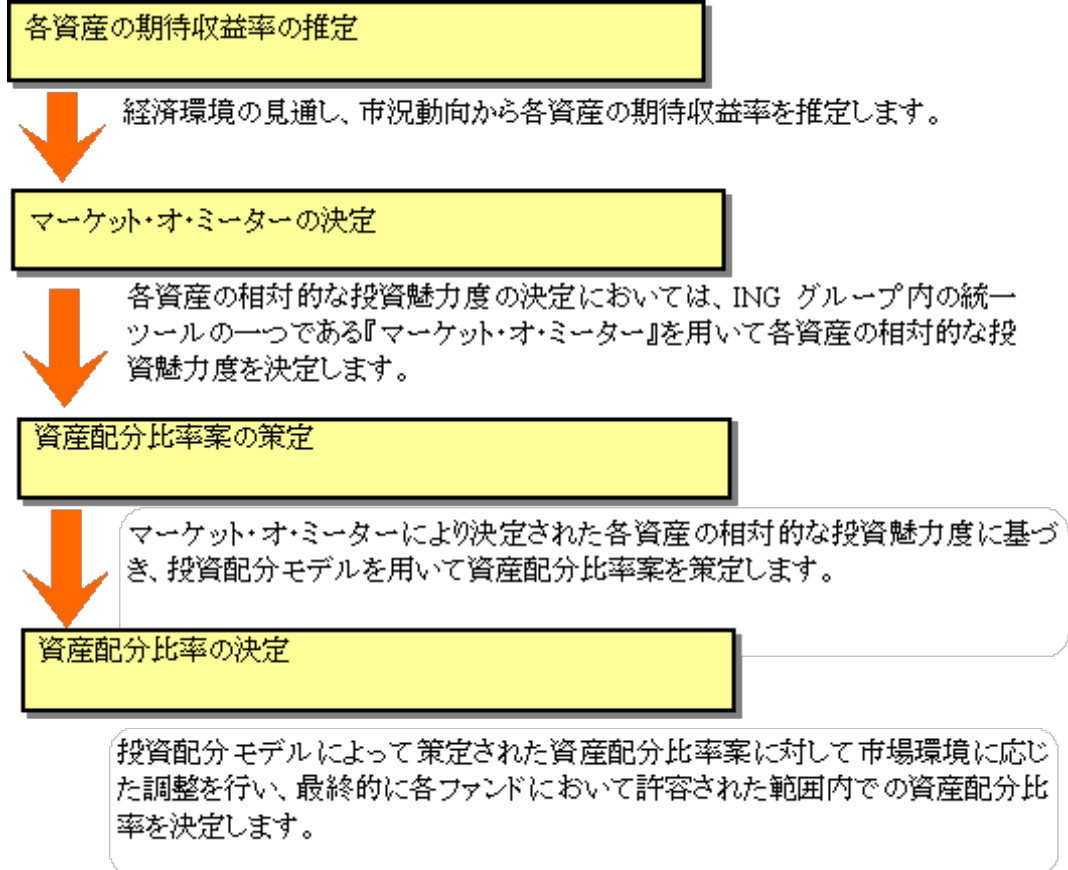 各資産の期待収益率の推定
経済環境の見通し、市況動向から各資産の期待収益率を推定します。
マーケット・オ・ミーターの決定
各資産の相対的な投資魅力度の決定においては、ING グループ内の統一
ツールの一つである『マーケット・オ・ミーター』を用いて各資産の相対的な投
資魅力度を決定します。
資産配分比率案の策定
マーケット・オ・ミーターにより決定された各資産の相対的な投資魅力度に基づ
き、投資配分モデルを用いて資産配分比率案を策定します。
資産配分比率の決定
投資配分モデルによって策定された資産配分比率案に対して市場環境に応じ
た調整を行い、最終的に各ファンドにおいて許容された範囲内での資産配分比
率を決定します。